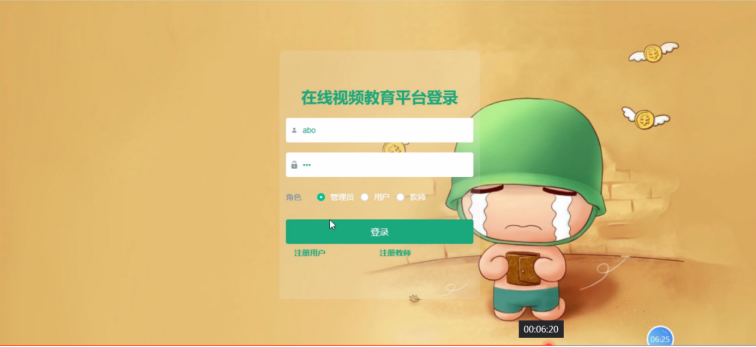 在线视频教育平台登录
abo
•••
角色 管理员 用户 教师
登录
注册用户 注册教师
00:06:20
06:25